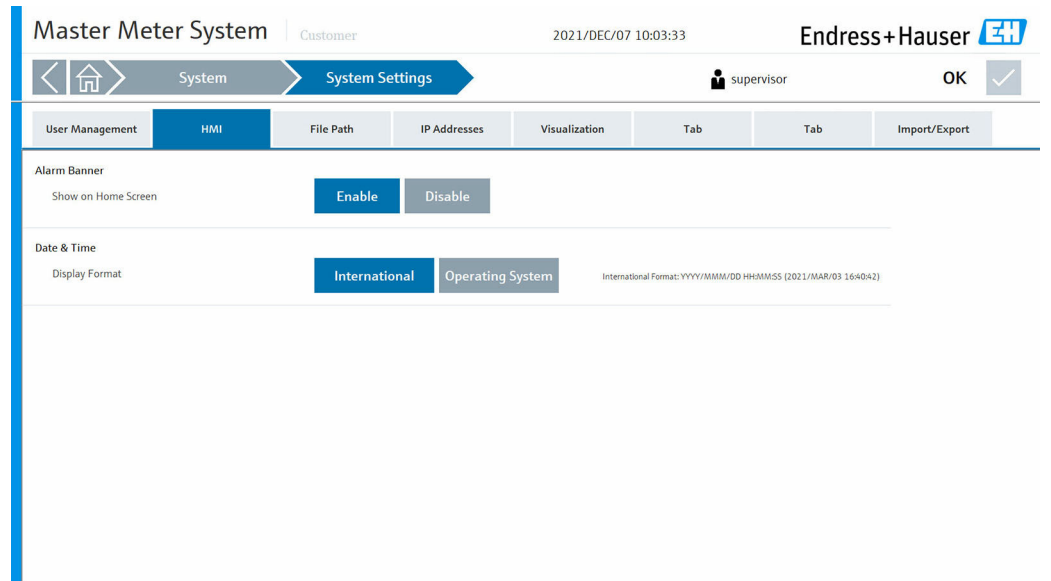 Master Meter System Customer 2021/DEC/07 10:03:33 Endress+Hauser EH
System System Settings supervisor OK
User Management HMI File Path IP Addresses Visualization Tab Tab Import/Export
Alarm Banner
Show on Home Screen Enable Disable
Date & Time
Display Format International Operating System International Format: YYYY/MMM/DD HH:MM:SS (2021/MAR/03 16:40:42)